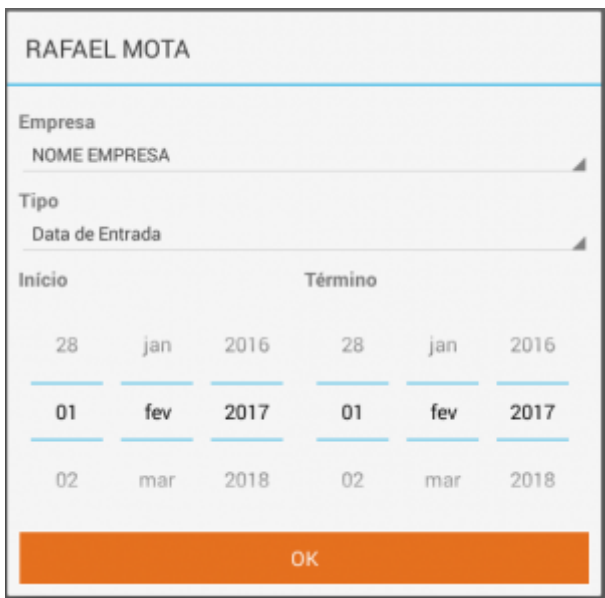 RAFAEL MOTA
Empresa
NOME EMPRESA
Tipo
Data de Entrada
Início Término
28 jan 2016 28 jan 2016
01 fev 2017 01 fev 2017
02 mar 2018 02 mar 2018
OK